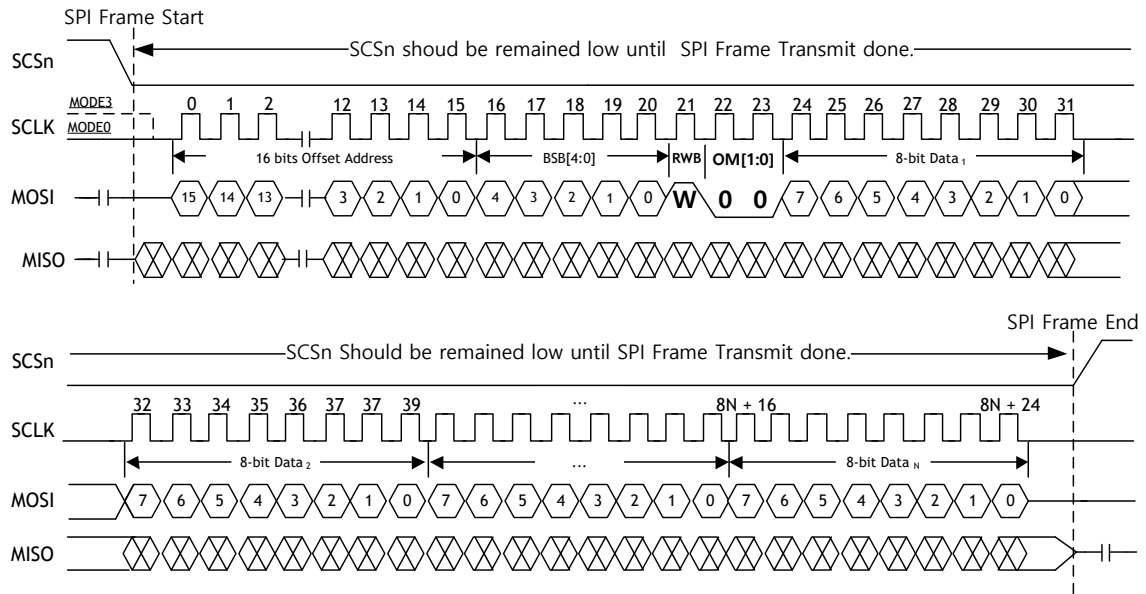 SPI Frame Start
SCSn shoud be remained low until SPI Frame Transmit done.
SCSn
MODE3
MODE0
SCLK
0 1 2 12 13 14 15 16 17 18 19 20 21 22 23 24 25 26 27 28 29 30 31
16 bits Offset Address BSB[4:0] RWB OM[1:0] 8-bit Data 1
MOSI 15 14 13 3 2 1 0 4 3 2 1 0 W 0 0 7 6 5 4 3 2 1 0
MISO
SPI Frame End
SCSn Should be remained low until SPI Frame Transmit done.
SCSn
32 33 34 35 36 37 37 39 ... 8N + 16 8N + 24
SCLK
8-bit Data 2 ... 8-bit Data N
MOSI 7 6 5 4 3 2 1 0 7 6 5 4 3 2 1 0 7 6 5 4 3 2 1 0
MISO